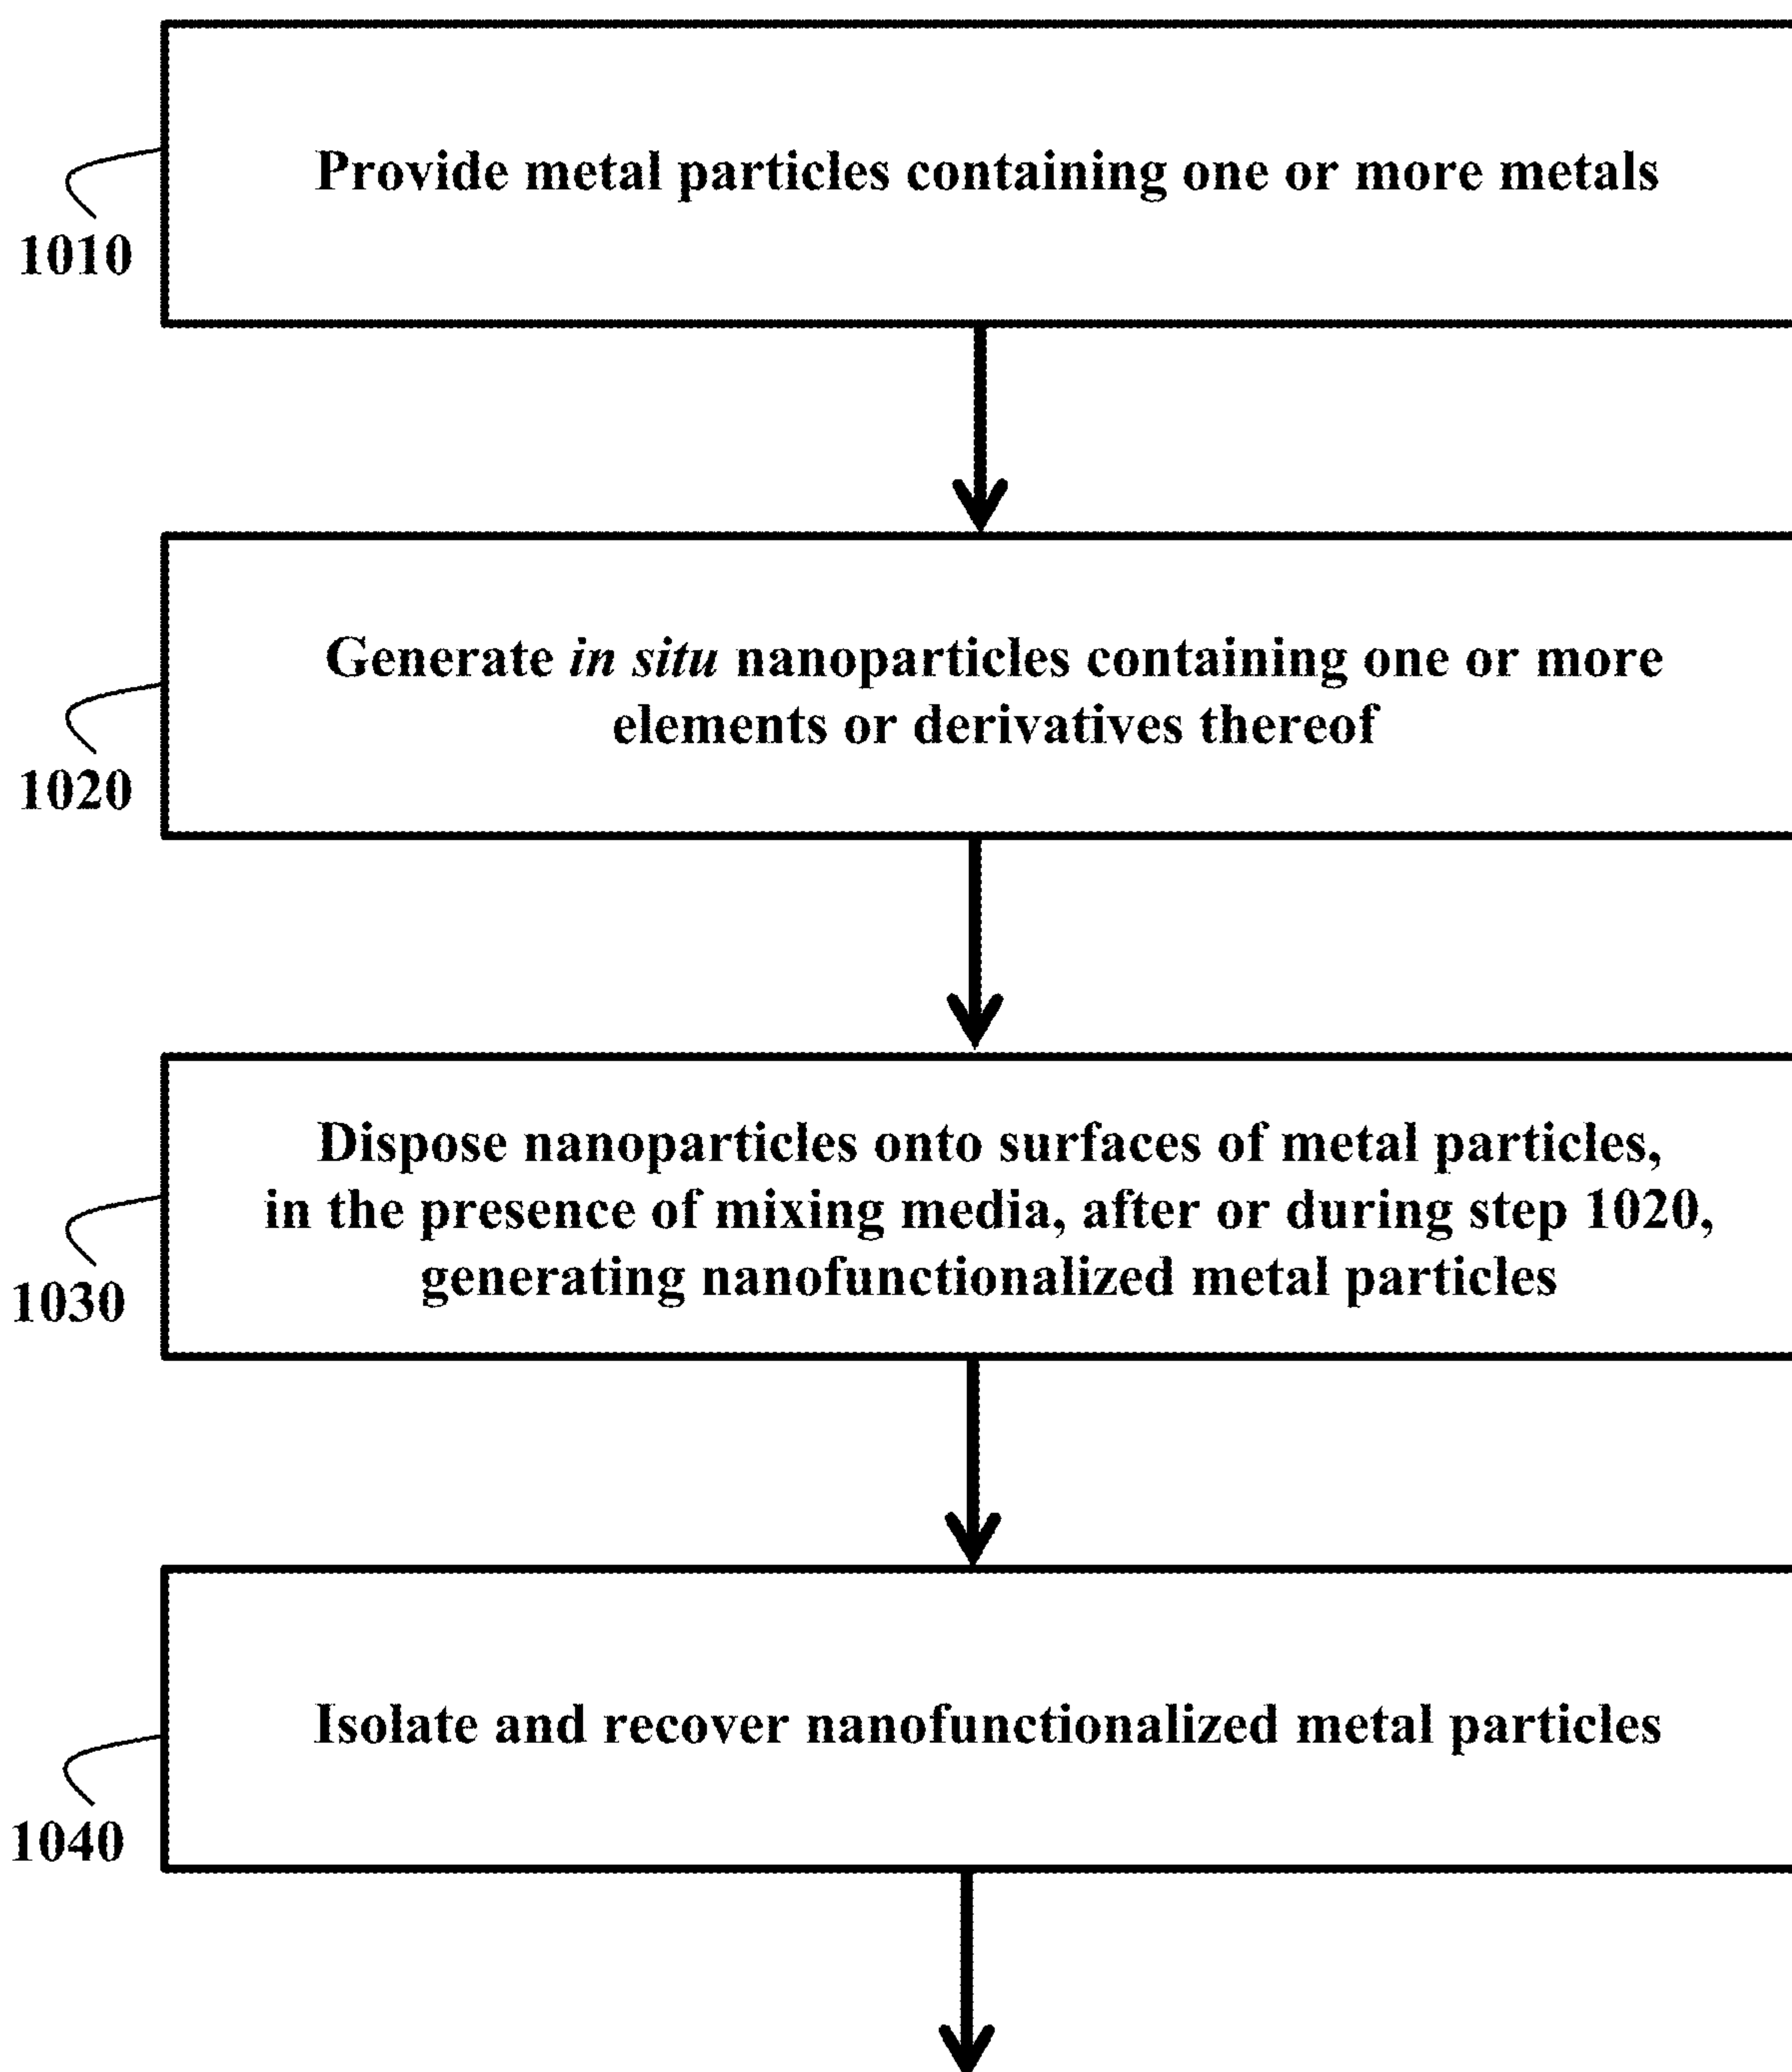 Provide metal particles containing one or more metals
1010
Generate in situ nanoparticles containing one or more
elements or derivatives thereof
1020
Dispose nanoparticles onto surfaces of metal particles,
in the presence of mixing media, after or during step 1020,
generating nanofunctionalized metal particles
1030
Isolate and recover nanofunctionalized metal particles
1040